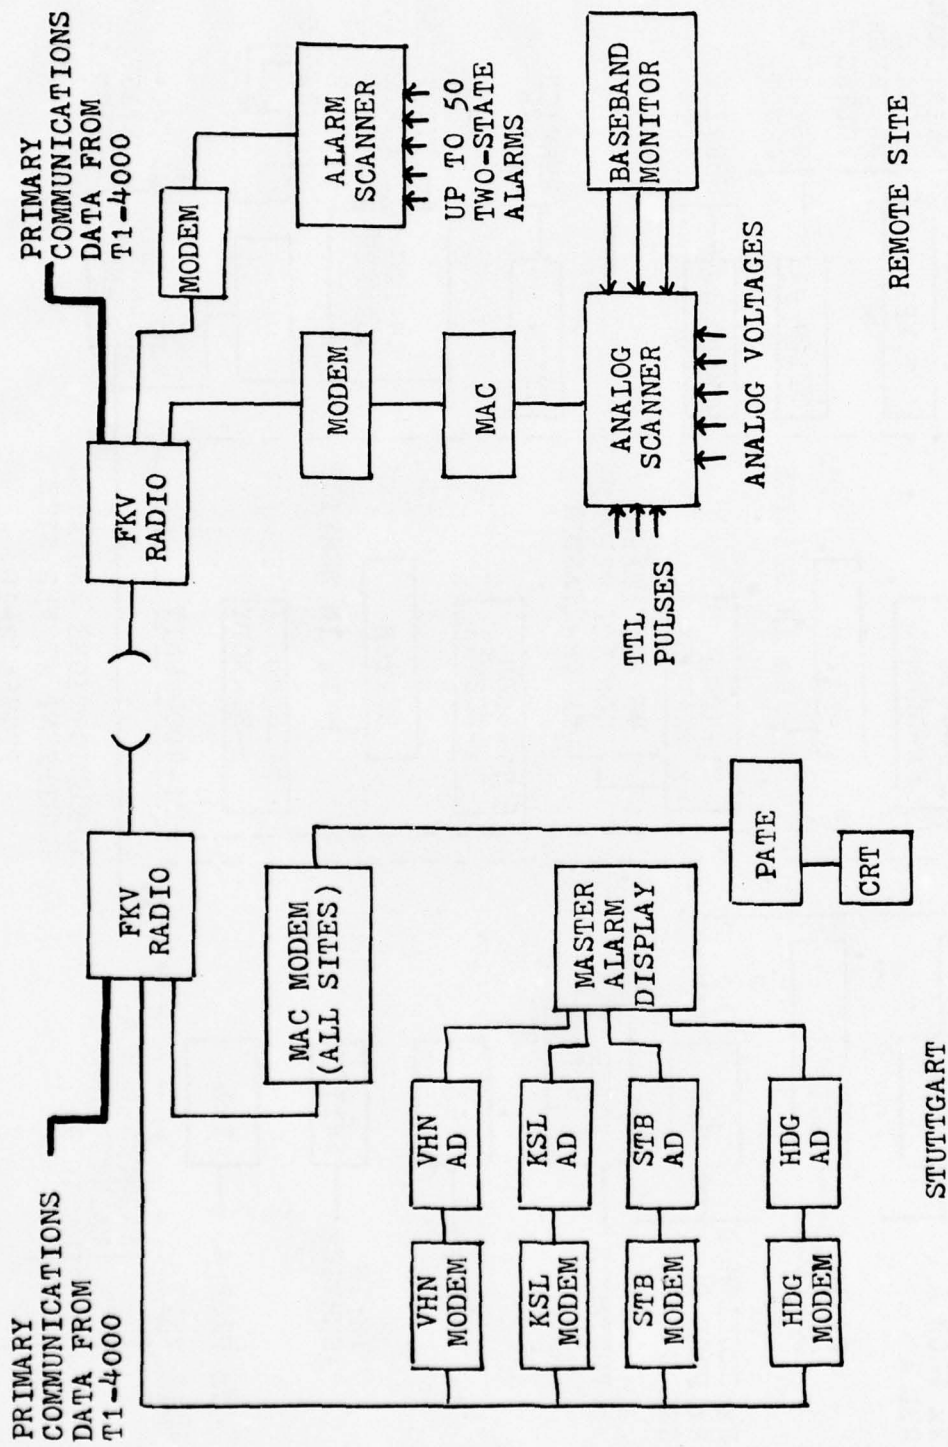 PRIMARY
COMMUNICATIONS
DATA FROM
T1-4000
FKV
RADIO
MAC MODEM
(ALL SITES)
VHN
MODEM
VHN
AD
KSL
MODEM
KSL
AD
STB
MODEM
STB
AD
HDG
MODEM
HDG
AD
MASTER
ALARM
DISPLAY
PATE
CRT
STUTTGART
PRIMARY
COMMUNICATIONS
DATA FROM
T1-4000
FKV
RADIO
MODEM
ALARM
SCANNER
UP TO 50
TWO-STATE
ALARMS
MODEM
MAC
ANALOG
SCANNER
BASEBAND
MONITOR
TTL
PULSES
ANALOG VOLTAGES
REMOTE SITE